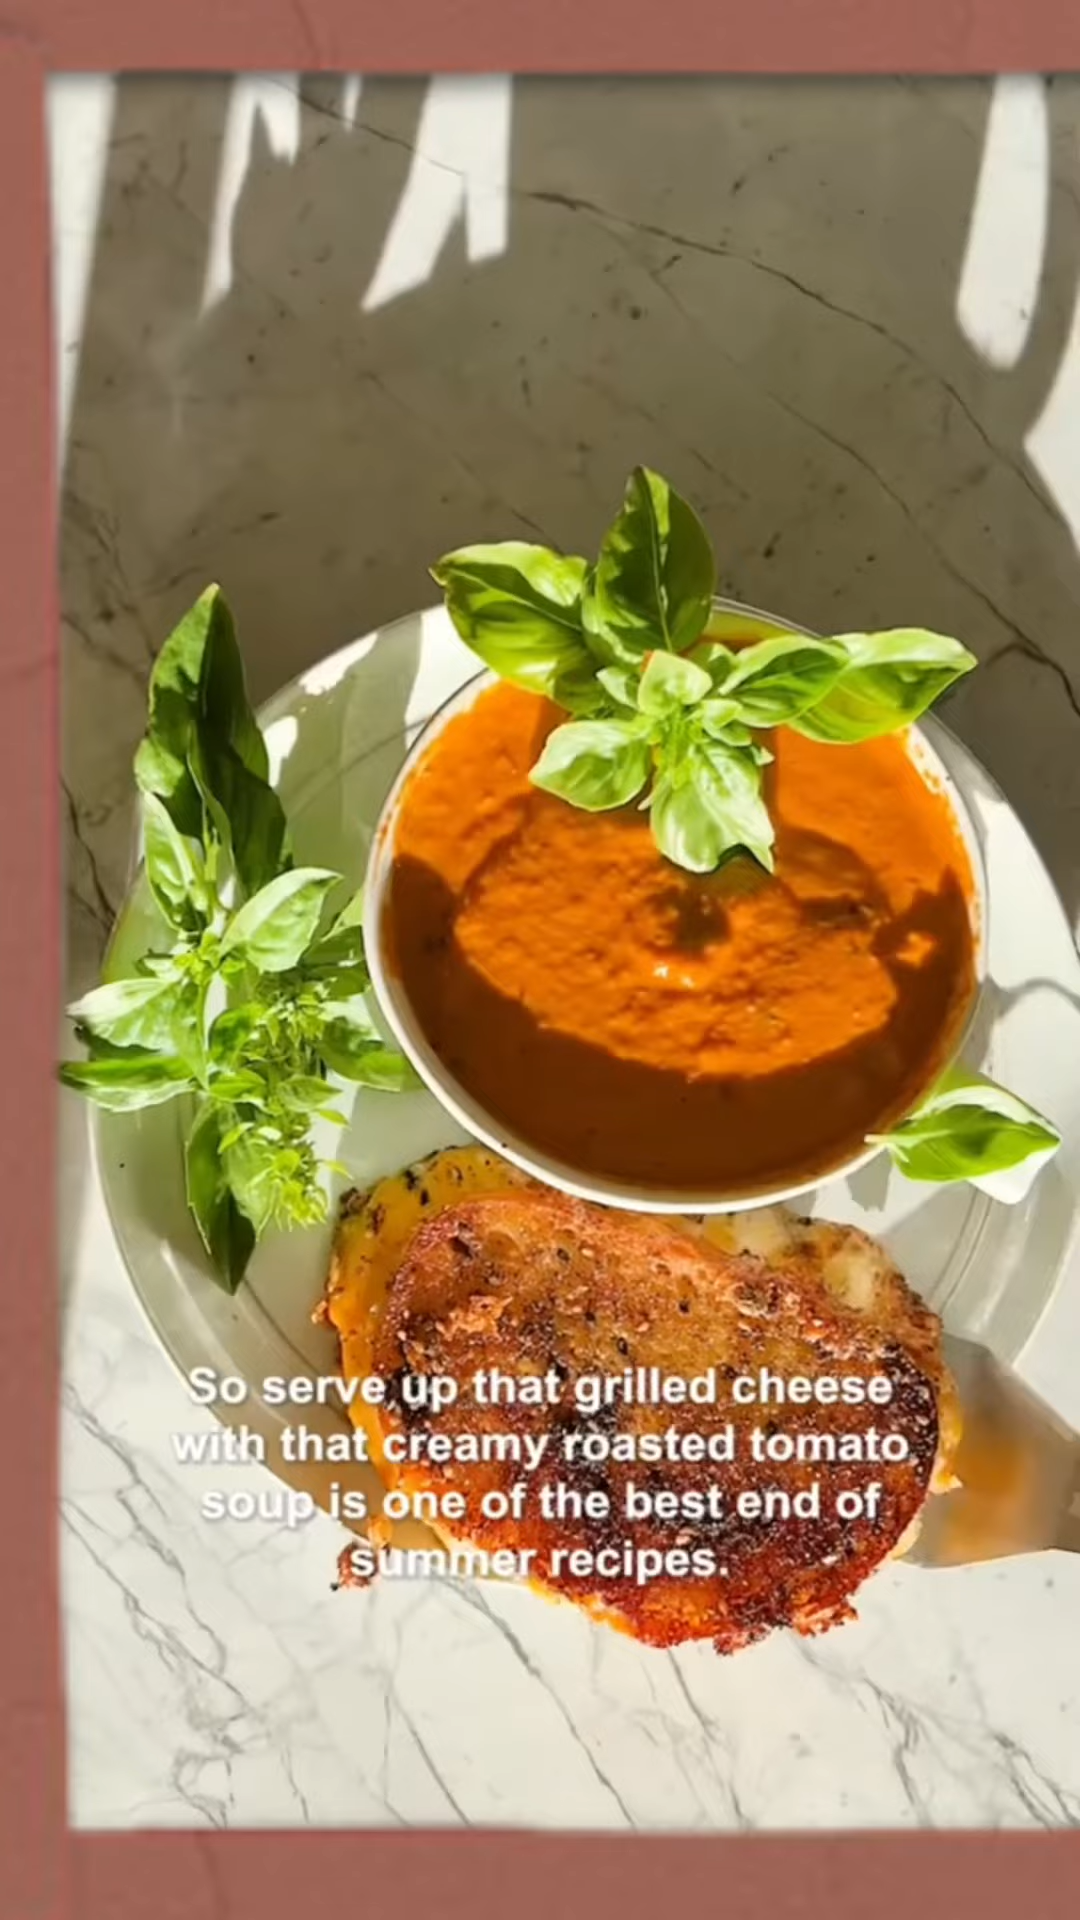 So serve up that grilled cheese
with that creamy roasted tomato
soup is one of the best end of
summer recipes.